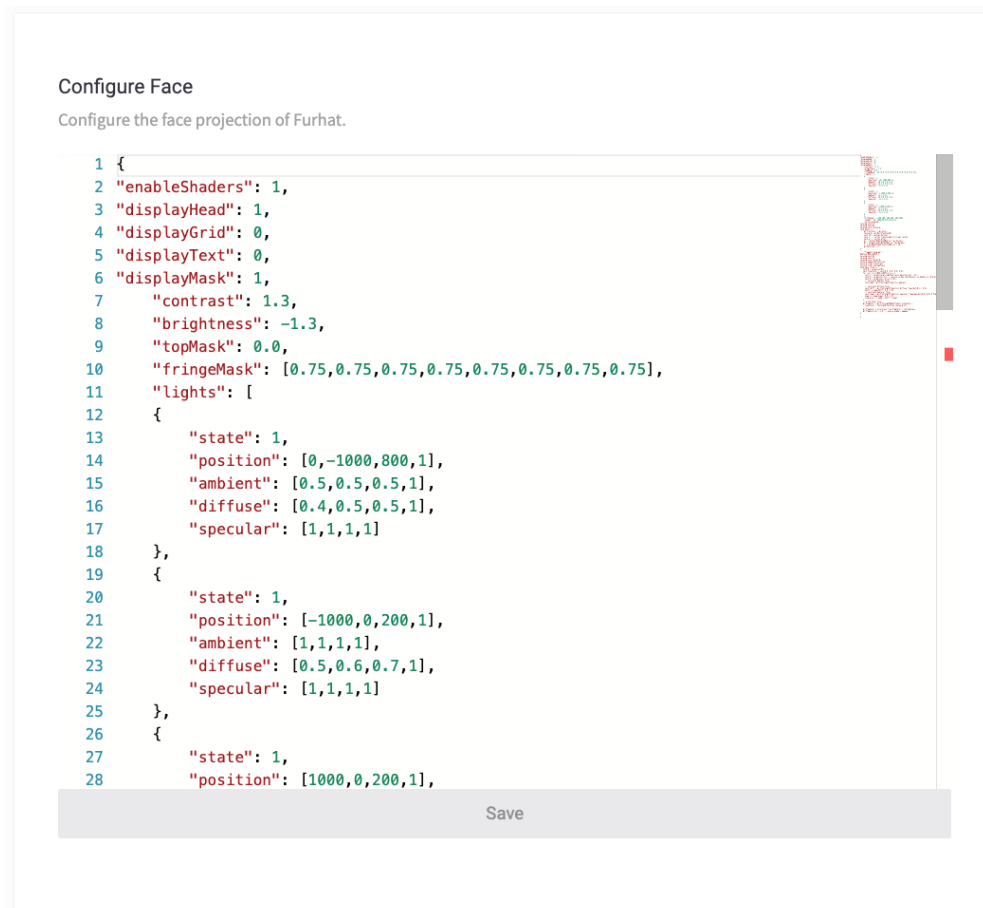 Configure Face
Configure the face projection of Furhat.
1 {
2 "enableShaders": 1,
3 "displayHead": 1,
4 "displayGrid": 0,
5 "displayText": 0,
6 "displayMask": 1,
7     "contrast": 1.3,
8     "brightness": -1.3,
9     "topMask": 0.0,
10     "fringeMask": [0.75,0.75,0.75,0.75,0.75,0.75,0.75,0.75],
11     "lights": [
12     {
13         "state": 1,
14         "position": [0,-1000,800,1],
15         "ambient": [0.5,0.5,0.5,1],
16         "diffuse": [0.4,0.5,0.5,1],
17         "specular": [1,1,1,1]
18     },
19     {
20         "state": 1,
21         "position": [-1000,0,200,1],
22         "ambient": [1,1,1,1],
23         "diffuse": [0.5,0.6,0.7,1],
24         "specular": [1,1,1,1]
25     },
26     {
27         "state": 1,
28         "position": [1000,0,200,1],
Save